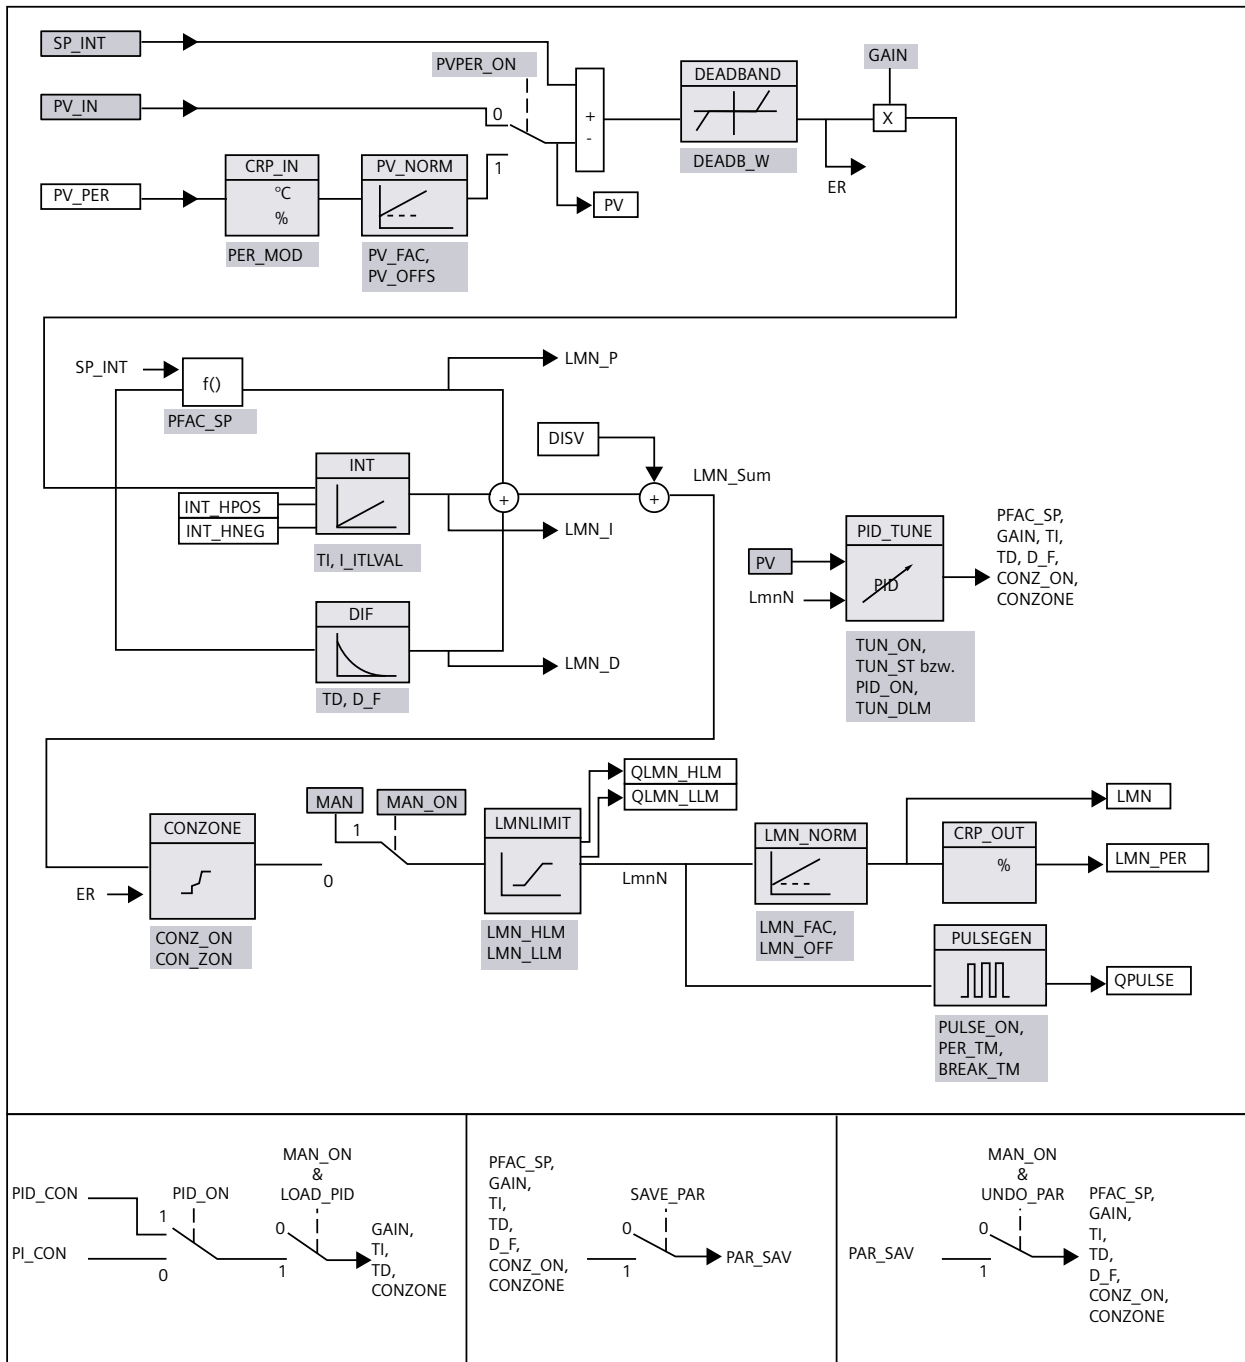 SP_INT
PVPER_ON
GAIN
DEADBAND
PV_IN
0
+
-
X
1
DEADB_W
ER
CRP_IN
°C
%
PV_NORM
PV_PER
PV
PER_MOD
PV_FAC,
PV_OFFS
SP_INT
f()
LMN_P
PFAC_SP
DISV
INT
LMN_Sum
INT_HPOS
INT_HNEG
+
+
LMN_I
TI, I_ITLVAL
PID_TUNE
PV
PID
LmnN
PFAC_SP,
GAIN, TI,
TD, D_F,
CONZ_ON,
CONZONE
DIF
LMN_D
TD, D_F
TUN_ON,
TUN_ST bzw.
PID_ON,
TUN_DLM
QLMN_HLM
QLMN_LLM
MAN
MAN_ON
LMN
CONZONE
1
LMNLIMIT
LMN_NORM
CRP_OUT
%
LMN_PER
ER
0
LmnN
CONZ_ON
CON_ZON
LMN_HLM
LMN_LLM
LMN_FAC,
LMN_OFF
PULSEGEN
QPULSE
PULSE_ON,
PER_TM,
BREAK_TM
MAN_ON
&
LOAD_PID
PID_CON
PID_ON
1
0
PI_CON
0
1
GAIN,
TI,
TD,
CONZONE
PFAC_SP,
GAIN,
TI,
TD,
D_F,
CONZ_ON,
CONZONE
SAVE_PAR
0
1
PAR_SAV
MAN_ON
&
UNDO_PAR
0
PAR_SAV
1
PFAC_SP,
GAIN,
TI,
TD,
D_F,
CONZ_ON,
CONZONE